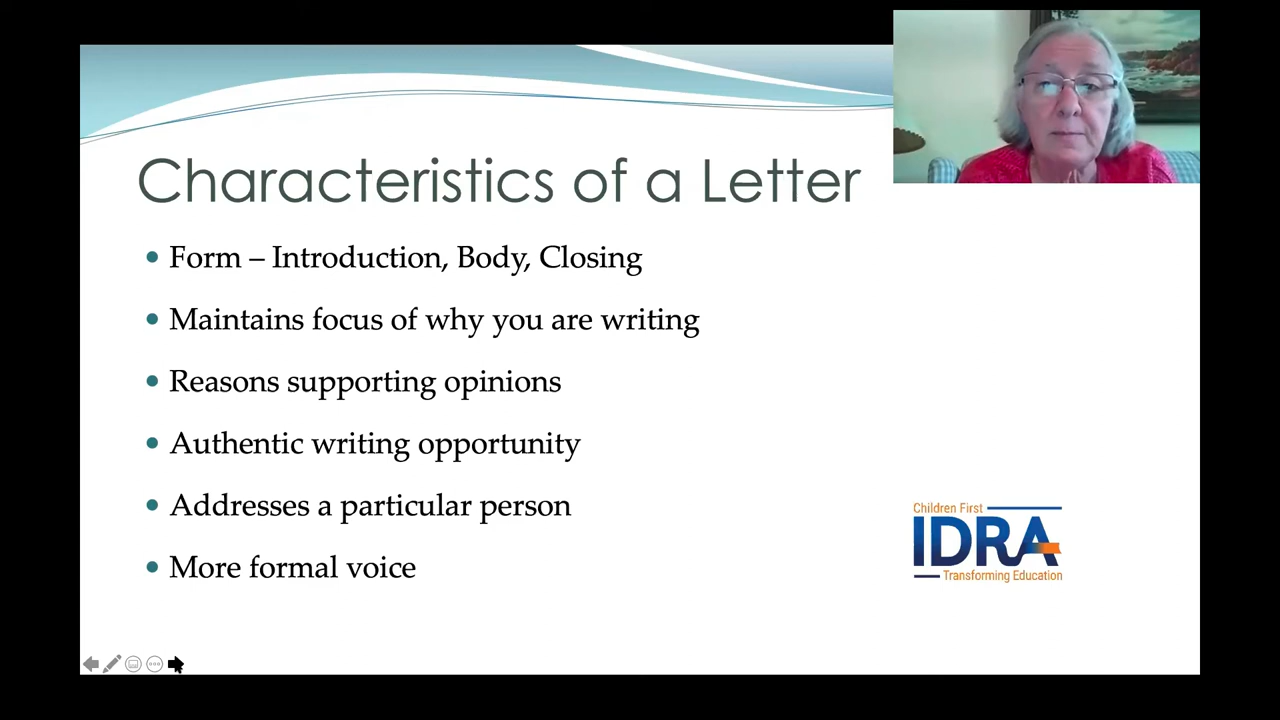 Characteristics of a Letter
• Form – Introduction, Body, Closing
• Maintains focus of why you are writing
• Reasons supporting opinions
• Authentic writing opportunity
• Addresses a particular person
• More formal voice
Children First
IDRA
Transforming Education